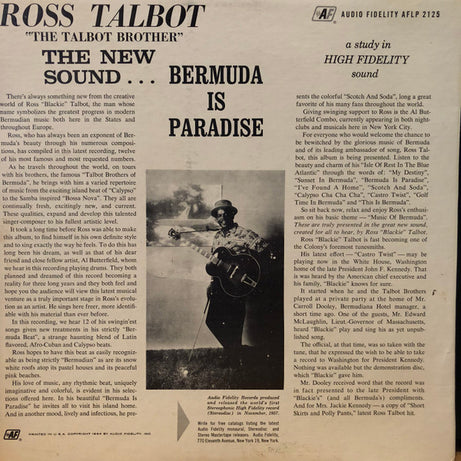 ROSS TALBOT
"THE TALBOT BROTHER"
THE NEW
SOUND . . .
BERMUDA
IS
PARADISE
AF AUDIO FIDELITY AFLP 2125
a study in
HIGH FIDELITY
sound
There's always something new from the creative
world of Ross "Blackie" Talbot, the man whose
name symbolizes the greatest progress in modern
Bermudian music both here in the States and
throughout Europe.
Ross, who has always been an exponent of Ber-
muda's beauty through his numerous composi-
tions, has compiled in this latest recording, twelve
of his most famous and most requested numbers.
As he travels throughout the world, on tours
with his brothers, the famous "Talbot Brothers of
Bermuda," he brings with him a varied repertoire
of music from the exciting island beat of "Calypso"
to the Samba inspired "Bossa Nova". They all are
continually fresh, excitingly new, and current.
These qualities, expand and develop this talented
singer-composer to his fullest artistic level.
It took a long time before Ross was able to make
this album, to find himself in his own definite style
and to sing exactly the way he feels. To do this has
long been his dream, as well as that of his dear
friend and close fellow artist, Al Butterfield, whom
we hear in this recording playing drums. They both
planned and dreamed of this record becoming a
reality for three long years and they both feel and
hope you the audience will view this latest musical
venture as a truly important stage in Ross's evolu-
tion as an artist. He sings here freer, more identifi-
able with his material than ever before.
In this recording, we hear 12 of his swing'in'est
songs given new treatments in his strictly "Ber-
muda Beat", a strange haunting blend of Latin
flavored, Afro-Cuban and Calypso beats.
Ross hopes to have this beat as easily recogniz-
able as being strictly "Bermudian" as are its snow
white roofs atop its pastel houses and its peaceful
pink beaches.
His love of music, any rhythmic beat, uniquely
imaginative and colorful, is evident in his selec-
tions offered here. In his beautiful "Bermuda Is
Paradise" he invites all to visit his island home.
And in another mood, lively and infectious, he pre-
sents the colorful "Scotch And Soda", long a great
favorite of his many fans throughout the world.
Giving swinging support to Ross is the Al But-
terfield Combo, currently appearing in both night-
clubs and musicals here in New York City.
For everyone who would welcome the chance to
be bewitched by the glorious music of Bermuda
and of its leading ambassador of song, Ross Tal-
bot, this album is being presented. Listen to the
beauty and charm of his "Isle Of Rest In The Blue
Atlantic" through the words of: "My Destiny",
"Sunset In Bermuda", "Bermuda Is Paradise",
"I've Found A Home", "Scotch And Soda",
"Calypso Cha Cha Cha", "Castro Twist", "Golf
Time In Bermuda" and "This Is Bermuda".
So sit back now, relax and enjoy Ross's enthusi-
asm on his basic theme — "Music Of Bermuda".
These are truly presented in the great new sound,
created for all to hear, by Ross "Blackie" Talbot.
Ross "Blackie" Talbot is fast becoming one of
the Colony's foremost tunesmiths.
His latest effort — "Castro Twist" — may be
playing now in the White House, Washington
home of the late President John F. Kennedy. That
it was heard by the American chief executive and
his family, "Blackie" knows for sure.
It started when he and the Talbot Brothers
played at a private party at the home of Mr.
Carroll Dooley, Bermudiana Hotel manager, a
short time ago. One of the guests, Mr. Edward
McLaughlin, Lieut.-Governor of Massachusetts,
heard "Blackie" play and sing his as yet unpub-
lished song.
The official, at that time, was so taken with the
tune, that he expressed the wish to be able to take
a record to Washington for President Kennedy.
Nothing was available but the demonstration disc,
which "Blackie" gave him.
Mr. Dooley received word that the record was
in fact presented to the late President with
"Blackie's" (and all Bermuda's) compliments.
And for Mrs. Jackie Kennedy — a copy of "Short
Skirts and Polly Pants," latest Ross Talbot hit.
Audio Fidelity Records produced
and released the world's first
Stereophonic High Fidelity record
(Stereodisc) in November, 1957.
Write for free catalogs listing the latest
Audio Fidelity monaural, Stereodisc and
Stereo Mastertape releases. Audio Fidelity,
770 Eleventh Avenue, New York 19, New York.
AF PRINTED IN U.S.A. COPYRIGHT 1964 BY AUDIO FIDELITY, INC.